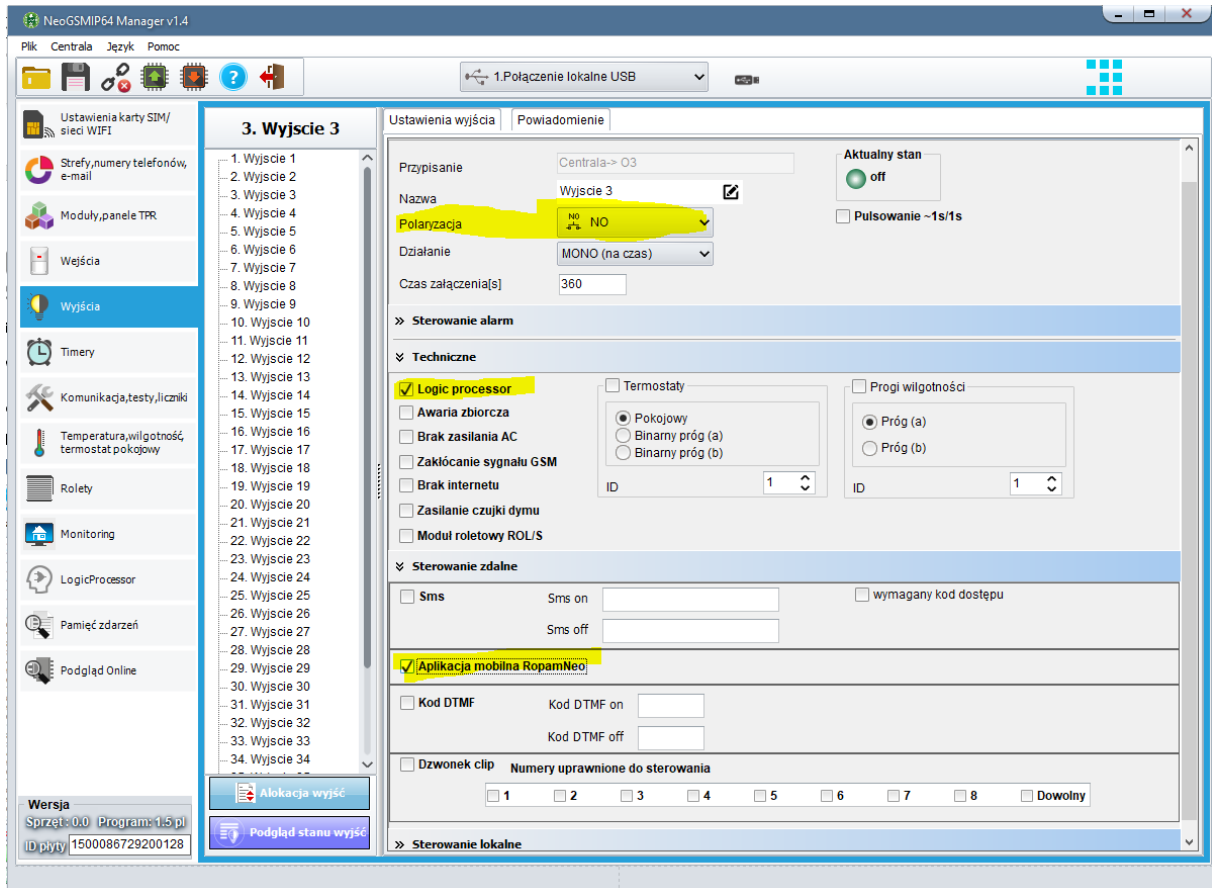 NeoGSMIP64 Manager v1.4
Plik Centrala Język Pomoc
1.Połączenie lokalne USB
Ustawienia karty SIM/
sieci WIFI
Strefy,numery telefonów,
e-mail
Moduły,panele TPR
Wejścia
Wyjścia
Timery
Komunikacja,testy,liczniki
Temperatura,wilgotność,
termostat pokojowy
Rolety
Monitoring
LogicProcessor
Pamięć zdarzeń
Podgląd Online
Wersja
Sprzęt : 0.0 Program: 1.5 pl
ID płyty 1500086729200128
3. Wyjscie 3
1. Wyjscie 1
2. Wyjscie 2
3. Wyjscie 3
4. Wyjscie 4
5. Wyjscie 5
6. Wyjscie 6
7. Wyjscie 7
8. Wyjscie 8
9. Wyjscie 9
10. Wyjscie 10
11. Wyjscie 11
12. Wyjscie 12
13. Wyjscie 13
14. Wyjscie 14
15. Wyjscie 15
16. Wyjscie 16
17. Wyjscie 17
18. Wyjscie 18
19. Wyjscie 19
20. Wyjscie 20
21. Wyjscie 21
22. Wyjscie 22
23. Wyjscie 23
24. Wyjscie 24
25. Wyjscie 25
26. Wyjscie 26
27. Wyjscie 27
28. Wyjscie 28
29. Wyjscie 29
30. Wyjscie 30
31. Wyjscie 31
32. Wyjscie 32
33. Wyjscie 33
34. Wyjscie 34
Alokacja wyjść
Podgląd stanu wyjść
Ustawienia wyjścia Powiadomienie
Przypisanie Centrala-> O3
Aktualny stan
off
Nazwa Wyjscie 3
Polaryzacja NO NO
Pulsowanie ~1s/1s
Działanie MONO (na czas)
Czas załączenia[s] 360
Sterowanie alarm
Techniczne
Logic processor
Awaria zbiorcza
Brak zasilania AC
Zakłócanie sygnału GSM
Brak internetu
Zasilanie czujki dymu
Moduł roletowy ROL/S
Termostaty
Pokojowy
Binarny próg (a)
Binarny próg (b)
ID 1
Progi wilgotności
Próg (a)
Próg (b)
ID 1
Sterowanie zdalne
Sms Sms on wymagany kod dostępu
Sms off
Aplikacja mobilna RopamNeo
Kod DTMF Kod DTMF on
Kod DTMF off
Dzwonek clip Numery uprawnione do sterowania
1 2 3 4 5 6 7 8 Dowolny
Sterowanie lokalne